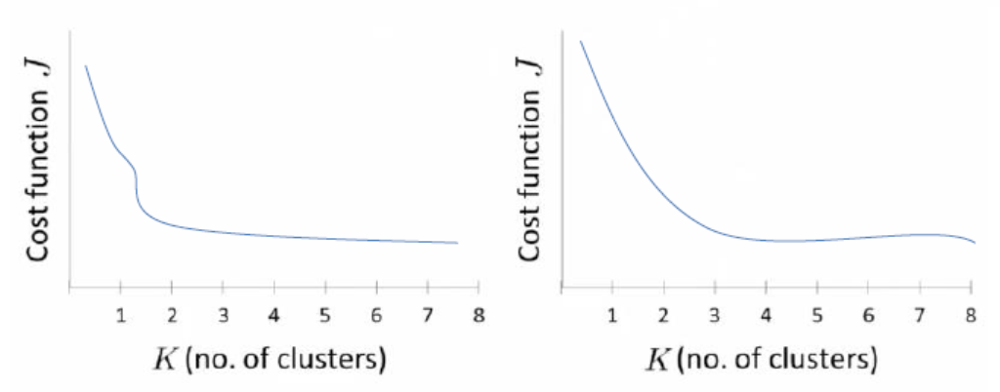 Cost function J
1 2 3 4 5 6 7 8
K (no. of clusters)
Cost function J
1 2 3 4 5 6 7 8
K (no. of clusters)